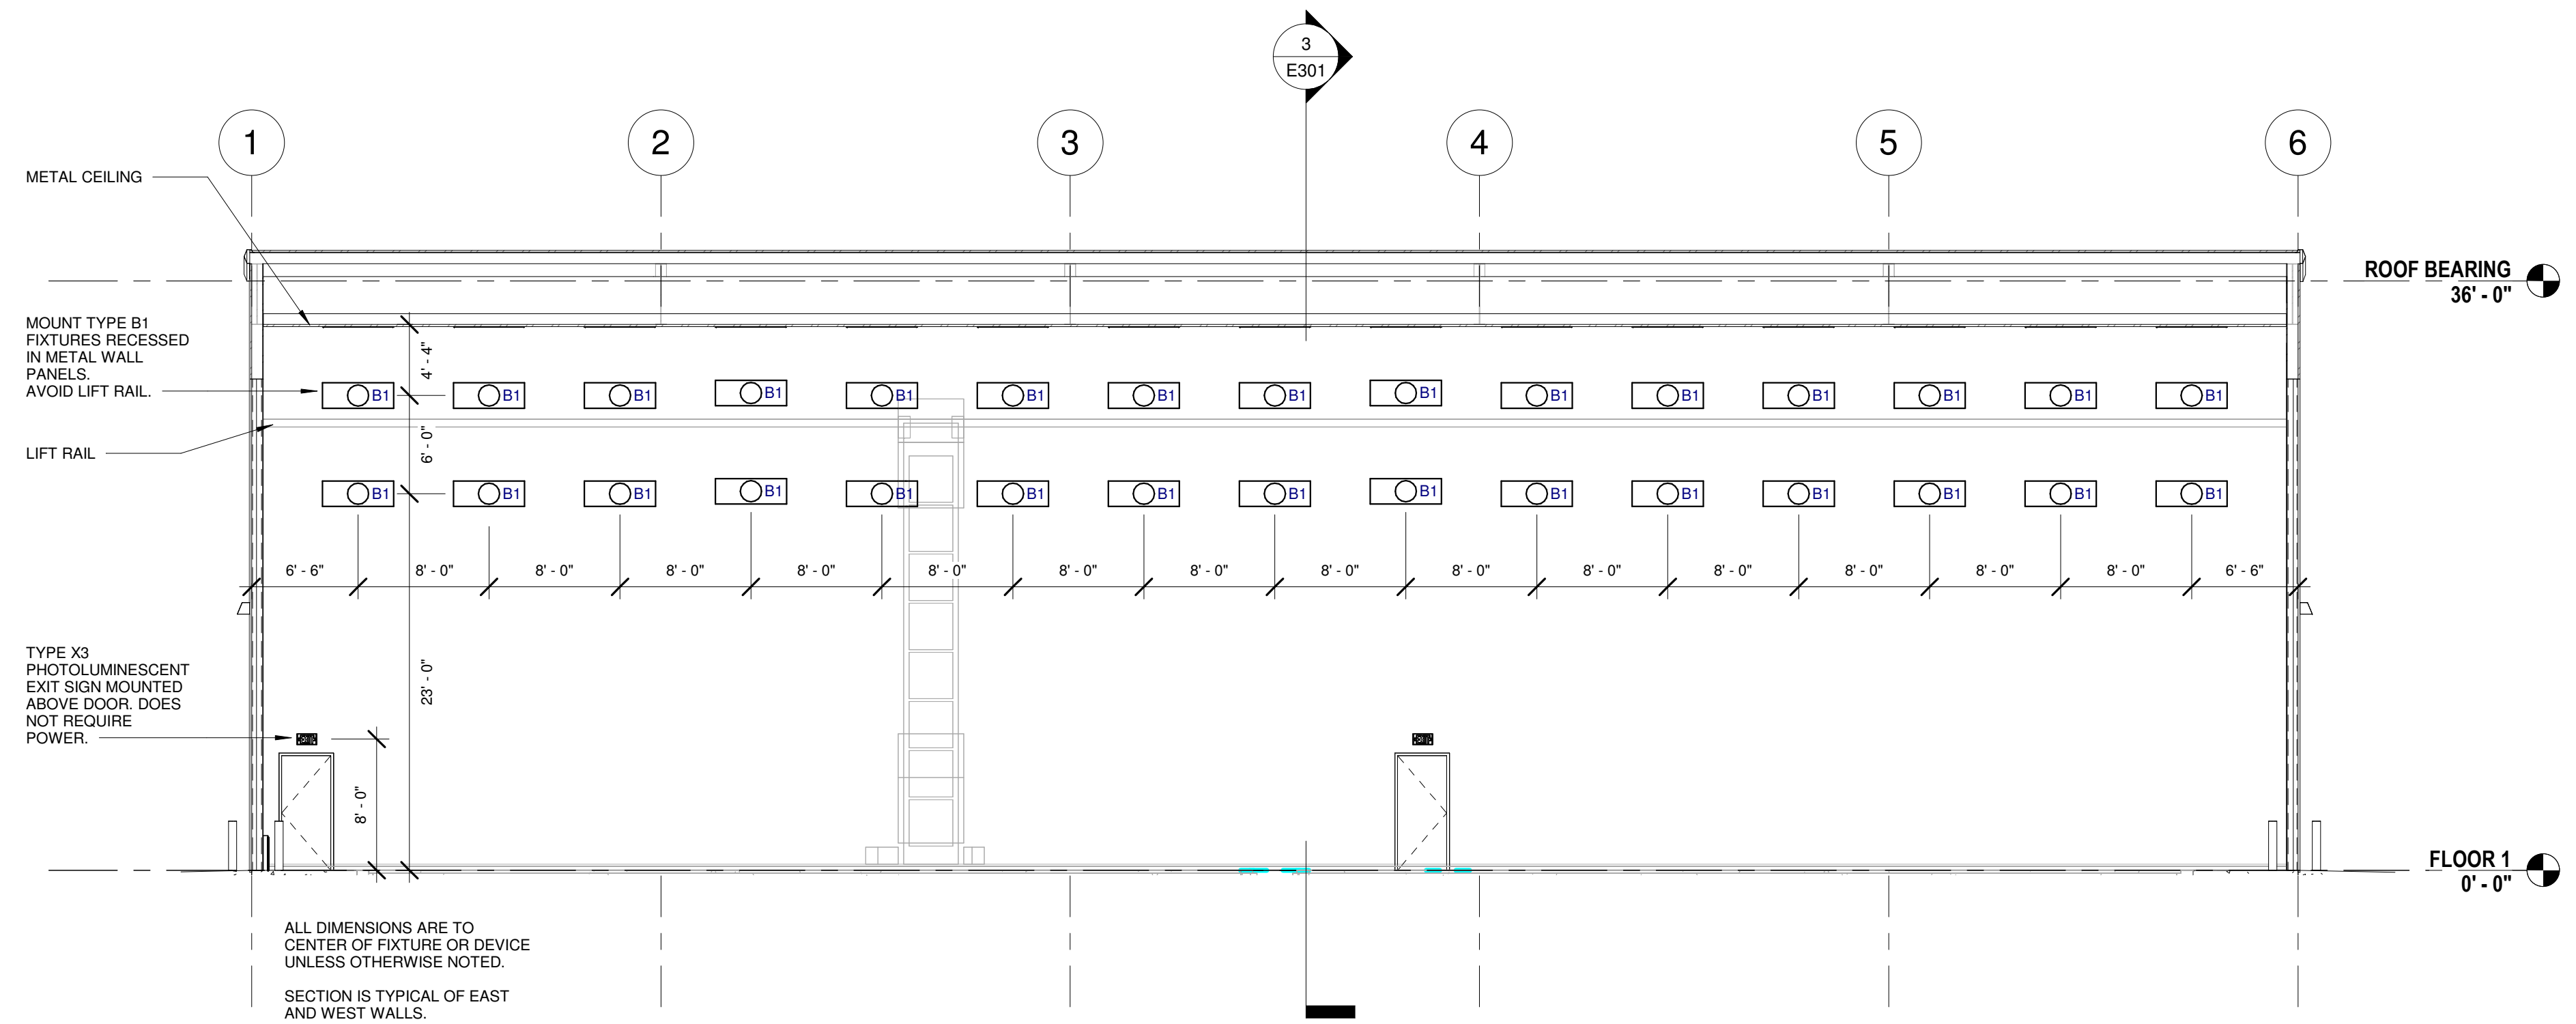 3
E301
1 2 3 4 5 6
METAL CEILING
ROOF BEARING
36' - 0"
MOUNT TYPE B1
FIXTURES RECESSED
IN METAL WALL
PANELS.
AVOID LIFT RAIL.
4' - 4"
B1 B1 B1 B1 B1 B1 B1 B1 B1 B1 B1 B1 B1 B1 B1
LIFT RAIL
6' - 0"
B1 B1 B1 B1 B1 B1 B1 B1 B1 B1 B1 B1 B1 B1 B1
6' - 6" 8' - 0" 8' - 0" 8' - 0" 8' - 0" 8' - 0" 8' - 0" 8' - 0" 8' - 0" 8' - 0" 8' - 0" 8' - 0" 8' - 0" 8' - 0" 8' - 0" 6' - 6"
TYPE X3
PHOTOLUMINESCENT
EXIT SIGN MOUNTED
ABOVE DOOR. DOES
NOT REQUIRE
POWER.
23' - 0"
EXIT EXIT
8' - 0"
FLOOR 1
0' - 0"
ALL DIMENSIONS ARE TO
CENTER OF FIXTURE OR DEVICE
UNLESS OTHERWISE NOTED.
SECTION IS TYPICAL OF EAST
AND WEST WALLS.